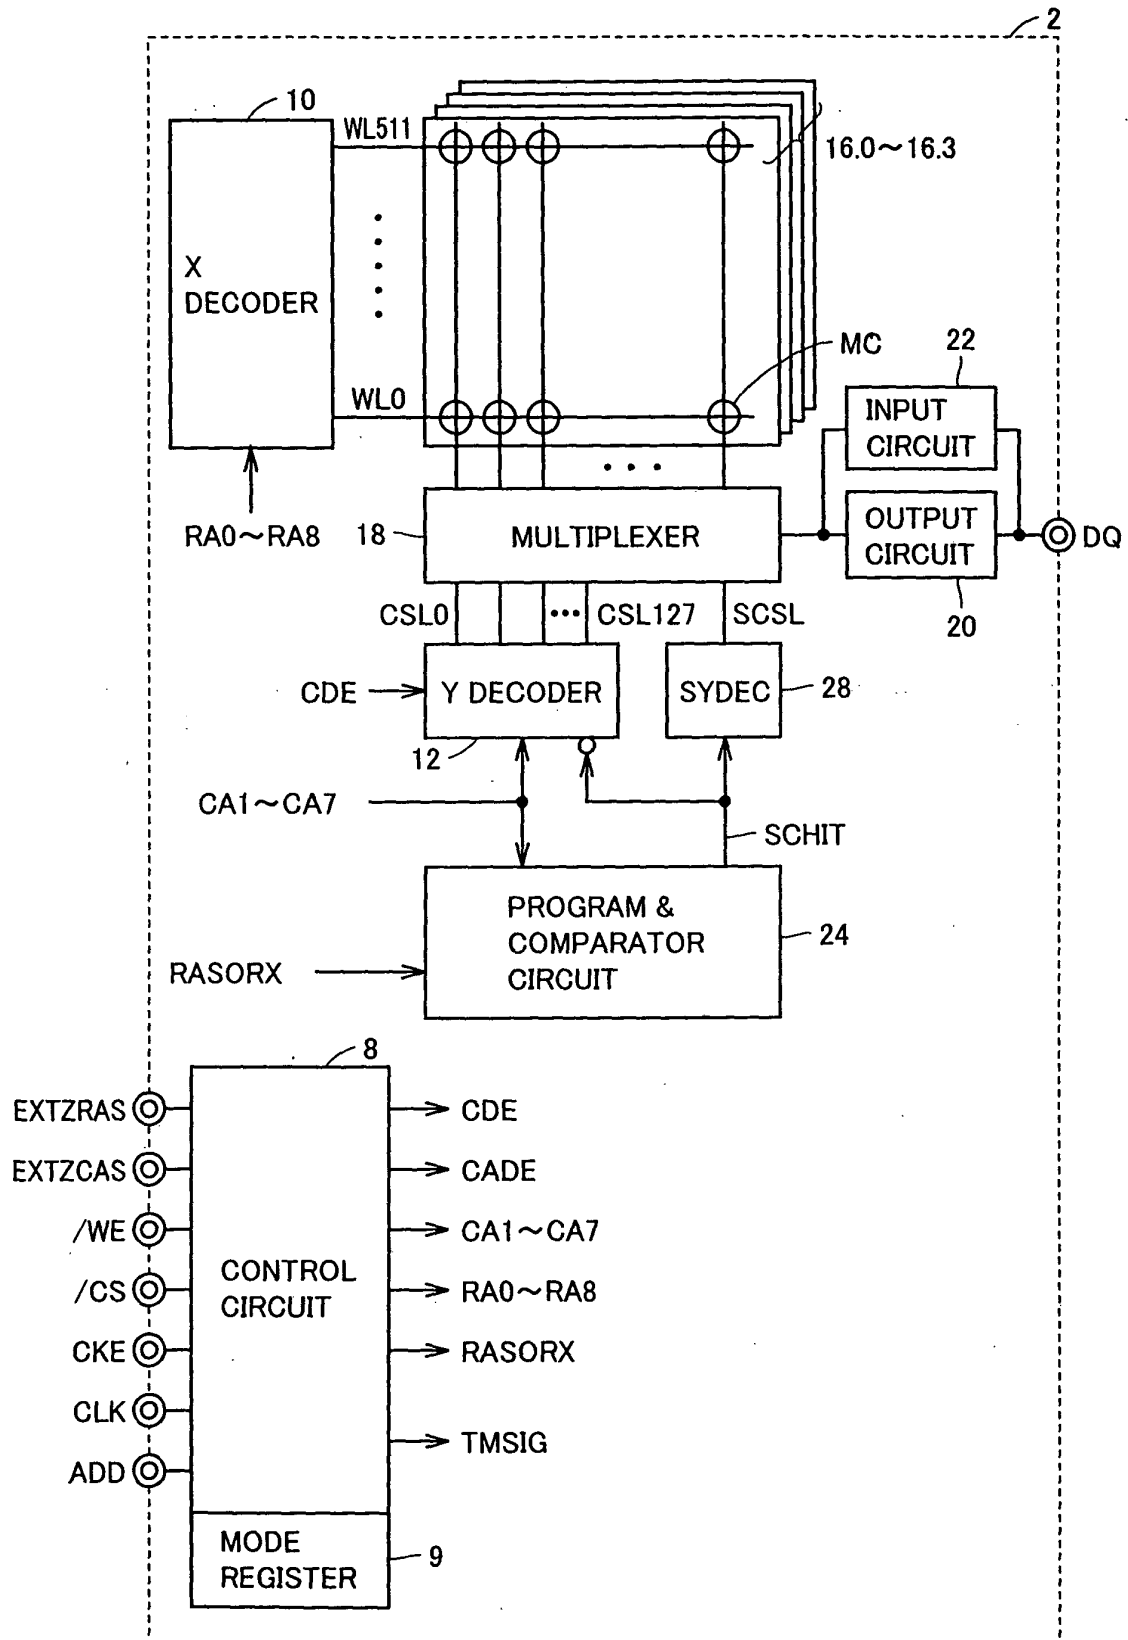 2
10
WL511
16.0～16.3
X
DECODER
MC
22
INPUT
CIRCUIT
WL0
RA0～RA8
18
MULTIPLEXER
OUTPUT
CIRCUIT
DQ
20
CSL0
CSL127
SCSL
CDE
Y DECODER
SYDEC
28
12
CA1～CA7
SCHIT
PROGRAM &
COMPARATOR
CIRCUIT
24
RASORX
8
EXTZRAS
CDE
EXTZCAS
CADE
/WE
CA1～CA7
CONTROL
CIRCUIT
/CS
RA0～RA8
CKE
RASORX
CLK
TMSIG
ADD
MODE
REGISTER
9